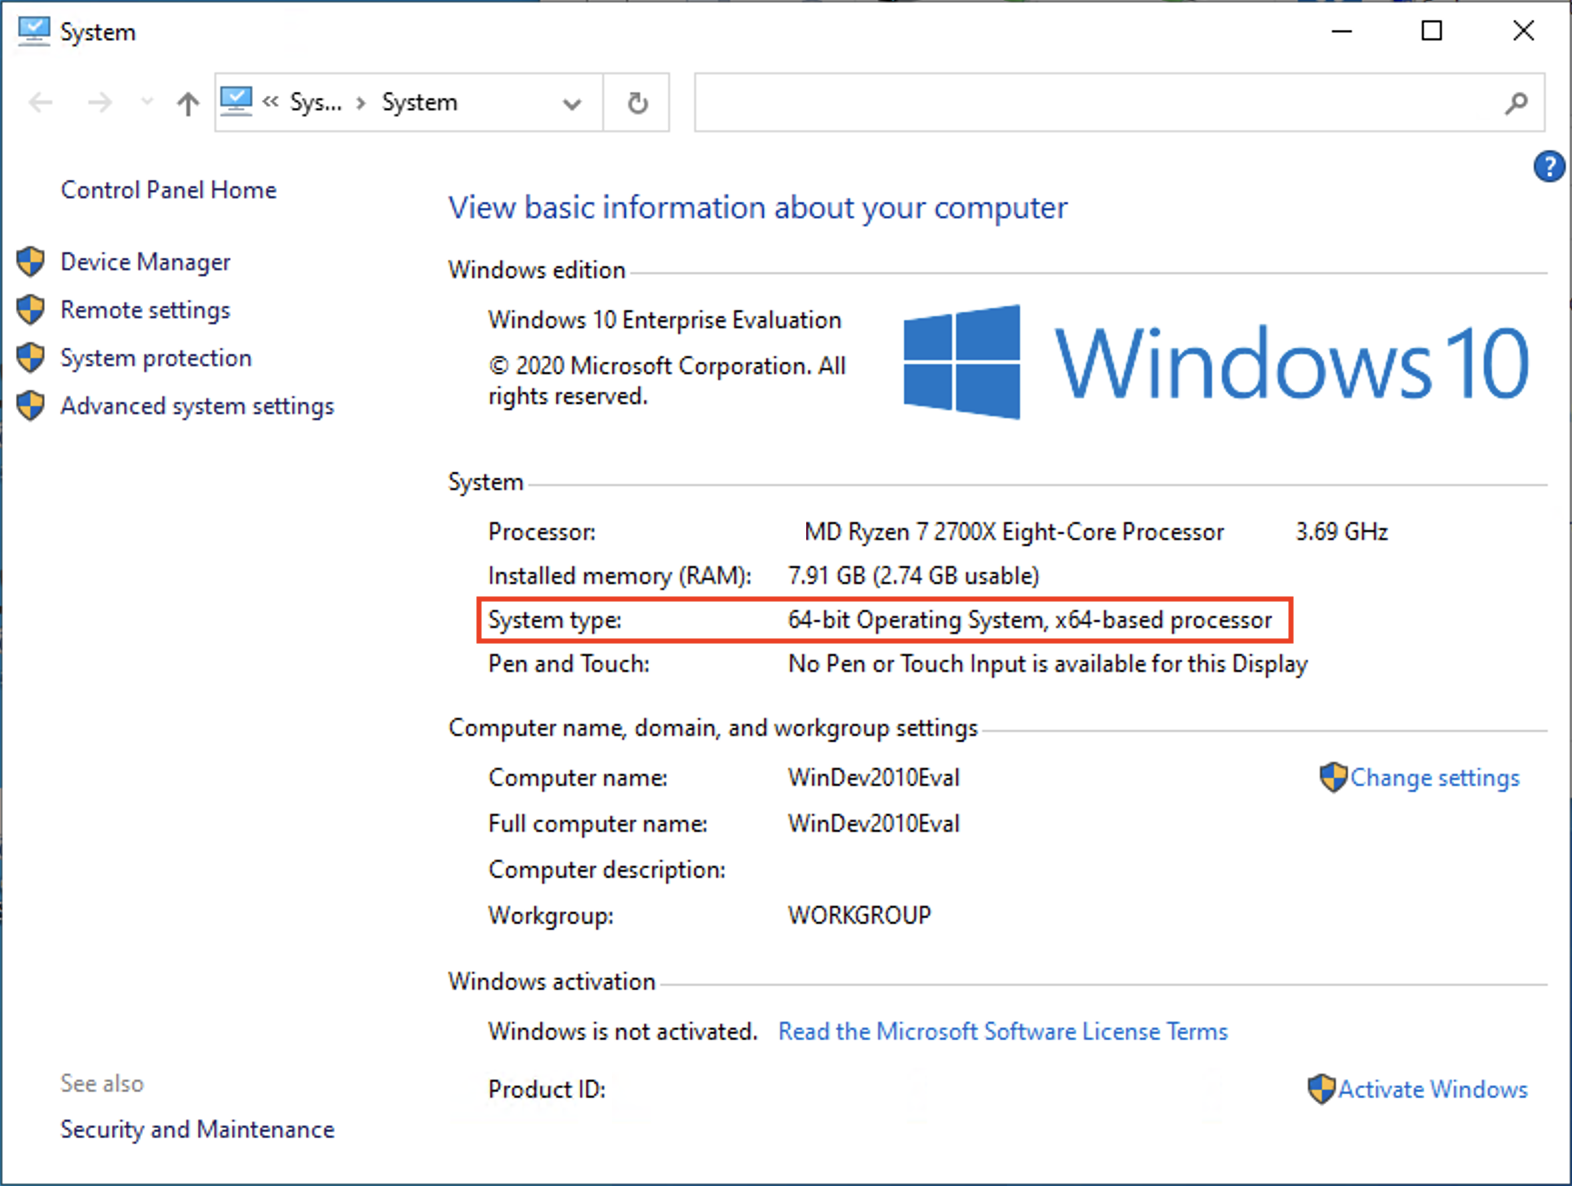 System
« Sys... › System
Control Panel Home
Device Manager
Remote settings
System protection
Advanced system settings
View basic information about your computer
Windows edition
Windows 10 Enterprise Evaluation
© 2020 Microsoft Corporation. All
rights reserved.
Windows 10
System
Processor: MD Ryzen 7 2700X Eight-Core Processor 3.69 GHz
Installed memory (RAM): 7.91 GB (2.74 GB usable)
System type: 64-bit Operating System, x64-based processor
Pen and Touch: No Pen or Touch Input is available for this Display
Computer name, domain, and workgroup settings
Computer name: WinDev2010Eval
Change settings
Full computer name: WinDev2010Eval
Computer description:
Workgroup: WORKGROUP
Windows activation
Windows is not activated. Read the Microsoft Software License Terms
Product ID:
Activate Windows
See also
Security and Maintenance